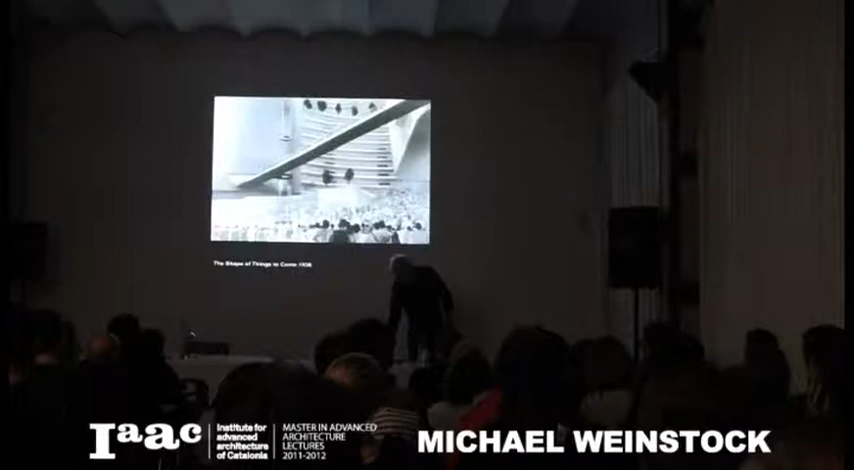 The Shape of Things to Come 1936
Iaac
Institute for
advanced
architecture
of Catalonia
MASTER IN ADVANCED
ARCHITECTURE
LECTURES
2011-2012
MICHAEL WEINSTOCK